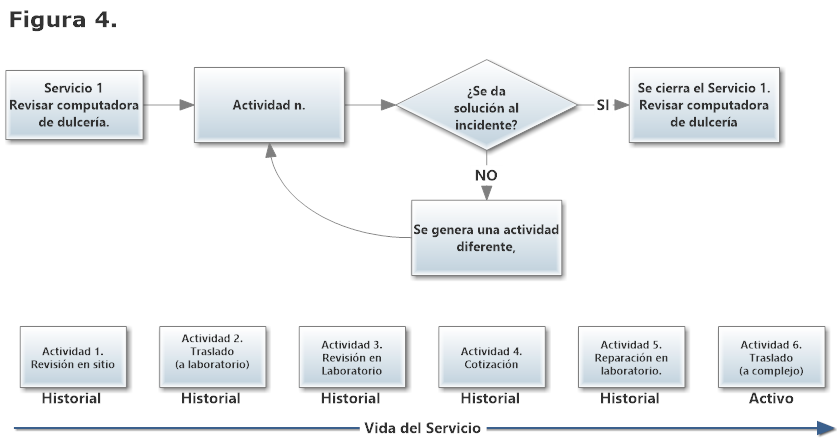 Figura 4.
Servicio 1
Revisar computadora
de dulcería.
Actividad n.
¿Se da
solución al
incidente?
SI
Se cierra el Servicio 1.
Revisar computadora
de dulcería
NO
Se genera una actividad
diferente,
Actividad 1.
Revisión en sitio
Historial
Actividad 2.
Traslado
(a laboratorio)
Historial
Actividad 3.
Revisión en
Laboratorio
Historial
Actividad 4.
Cotización
Historial
Actividad 5.
Reparación en
laboratorio.
Historial
Actividad 6.
Traslado
(a complejo)
Activo
Vida del Servicio